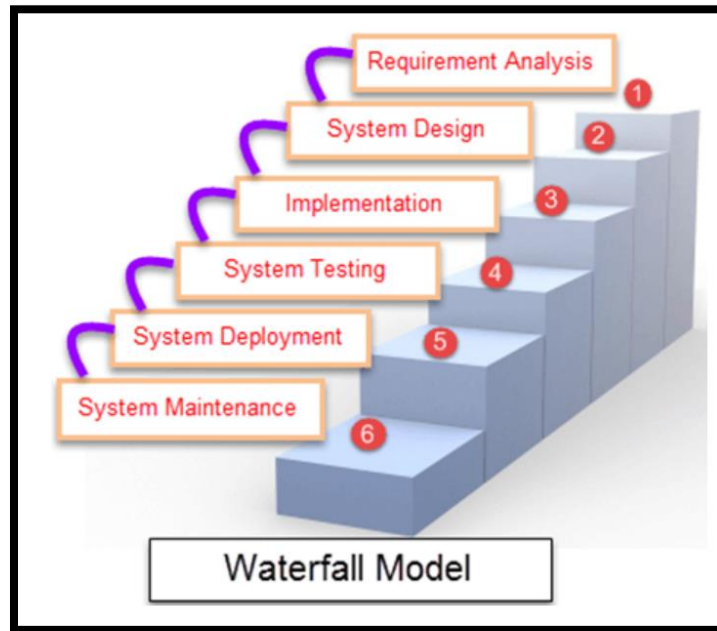 Requirement Analysis
1
System Design
2
Implementation
3
System Testing
4
System Deployment
5
System Maintenance
6
Waterfall Model